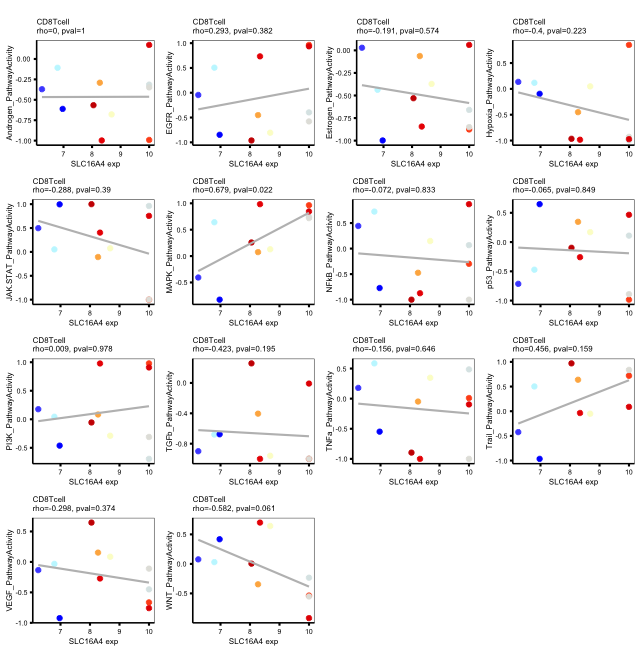 CD8Tcell
rho=0, pval=1
Androgen_PathwayActivity
0.00
-0.25
-0.50
-0.75
-1.00
7 8 9 10
SLC16A4 exp
CD8Tcell
rho=0.293, pval=0.382
EGFR_PathwayActivity
1.0
0.5
0.0
-0.5
-1.0
7 8 9 10
SLC16A4 exp
CD8Tcell
rho=-0.191, pval=0.574
Estrogen_PathwayActivity
0.00
-0.25
-0.50
-0.75
-1.00
7 8 9 10
SLC16A4 exp
CD8Tcell
rho=-0.4, pval=0.223
Hypoxia_PathwayActivity
1.0
0.5
0.0
-0.5
-1.0
7 8 9 10
SLC16A4 exp
CD8Tcell
rho=-0.288, pval=0.39
JAK.STAT_PathwayActivity
1.0
0.5
0.0
-0.5
-1.0
7 8 9 10
SLC16A4 exp
CD8Tcell
rho=0.679, pval=0.022
MAPK_PathwayActivity
1.0
0.5
0.0
-0.5
7 8 9 10
SLC16A4 exp
CD8Tcell
rho=-0.072, pval=0.833
NFkB_PathwayActivity
0.5
0.0
-0.5
-1.0
7 8 9 10
SLC16A4 exp
CD8Tcell
rho=-0.065, pval=0.849
p53_PathwayActivity
0.5
0.0
-0.5
-1.0
7 8 9 10
SLC16A4 exp
CD8Tcell
rho=0.009, pval=0.978
PI3K_PathwayActivity
1.0
0.5
0.0
-0.5
7 8 9 10
SLC16A4 exp
CD8Tcell
rho=-0.423, pval=0.195
TGFb_PathwayActivity
0.0
-0.4
-0.8
7 8 9 10
SLC16A4 exp
CD8Tcell
rho=-0.156, pval=0.646
TNFa_PathwayActivity
0.5
0.0
-0.5
-1.0
7 8 9 10
SLC16A4 exp
CD8Tcell
rho=0.456, pval=0.159
Trail_PathwayActivity
1.0
0.5
0.0
-0.5
-1.0
7 8 9 10
SLC16A4 exp
CD8Tcell
rho=-0.298, pval=0.374
VEGF_PathwayActivity
0.5
0.0
-0.5
-1.0
7 8 9 10
SLC16A4 exp
CD8Tcell
rho=-0.582, pval=0.061
WNT_PathwayActivity
0.5
0.0
-0.5
7 8 9 10
SLC16A4 exp